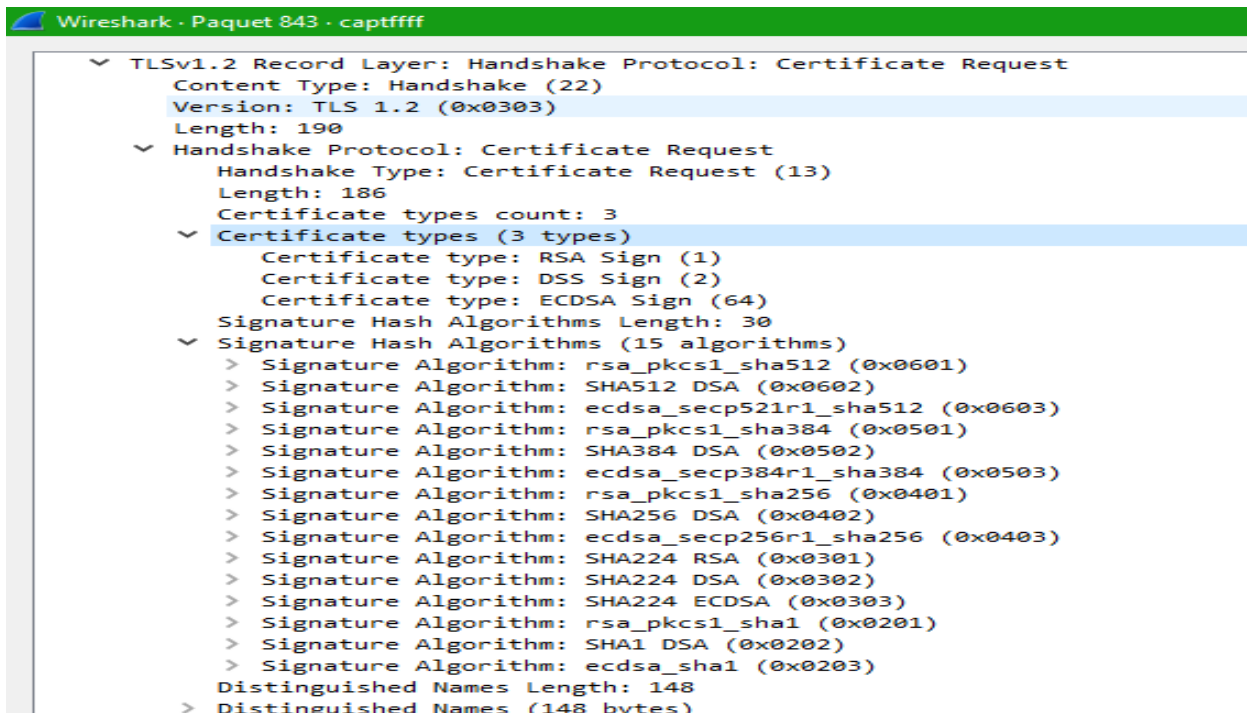 Wireshark · Paquet 843 · captffff
TLSv1.2 Record Layer: Handshake Protocol: Certificate Request
Content Type: Handshake (22)
Version: TLS 1.2 (0x0303)
Length: 190
Handshake Protocol: Certificate Request
Handshake Type: Certificate Request (13)
Length: 186
Certificate types count: 3
Certificate types (3 types)
Certificate type: RSA Sign (1)
Certificate type: DSS Sign (2)
Certificate type: ECDSA Sign (64)
Signature Hash Algorithms Length: 30
Signature Hash Algorithms (15 algorithms)
Signature Algorithm: rsa_pkcs1_sha512 (0x0601)
Signature Algorithm: SHA512 DSA (0x0602)
Signature Algorithm: ecdsa_secp521r1_sha512 (0x0603)
Signature Algorithm: rsa_pkcs1_sha384 (0x0501)
Signature Algorithm: SHA384 DSA (0x0502)
Signature Algorithm: ecdsa_secp384r1_sha384 (0x0503)
Signature Algorithm: rsa_pkcs1_sha256 (0x0401)
Signature Algorithm: SHA256 DSA (0x0402)
Signature Algorithm: ecdsa_secp256r1_sha256 (0x0403)
Signature Algorithm: SHA224 RSA (0x0301)
Signature Algorithm: SHA224 DSA (0x0302)
Signature Algorithm: SHA224 ECDSA (0x0303)
Signature Algorithm: rsa_pkcs1_sha1 (0x0201)
Signature Algorithm: SHA1 DSA (0x0202)
Signature Algorithm: ecdsa_sha1 (0x0203)
Distinguished Names Length: 148
Distinguished Names (148 bytes)